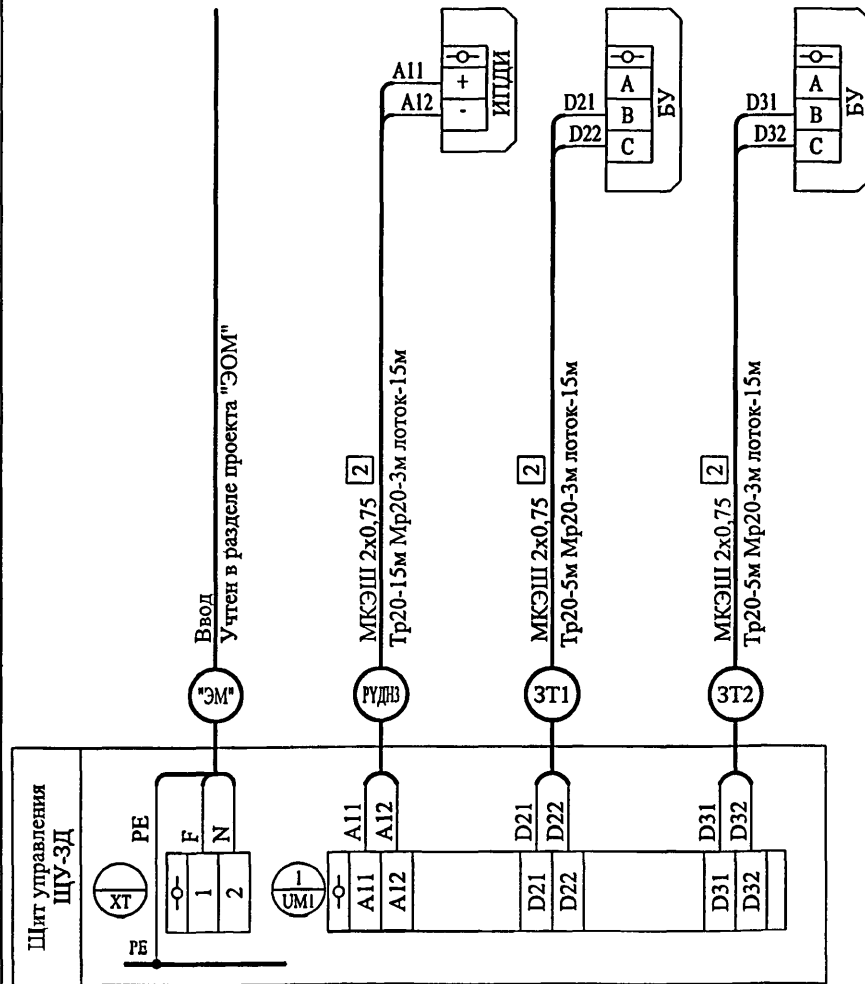 A11
A12
+
-
ИПДИ
D21
D22
A
B
C
БУ
D31
D32
A
B
C
БУ
Ввод
Учтен в разделе проекта "ЭОМ"
МКЭШ 2х0,75 2
Тр20-15м Мр20-3м лоток-15м
МКЭШ 2х0,75 2
Тр20-5м Мр20-3м лоток-15м
МКЭШ 2х0,75 2
Тр20-5м Мр20-3м лоток-15м
"ЭМ"
РУДНЗ
ЗТ1
ЗТ2
Щит управления
ЩУ-3Д
PE
F
N
A11
A12
D21
D22
D31
D32
XT
1
2
1
UM1
A11
A12
D21
D22
D31
D32
PE